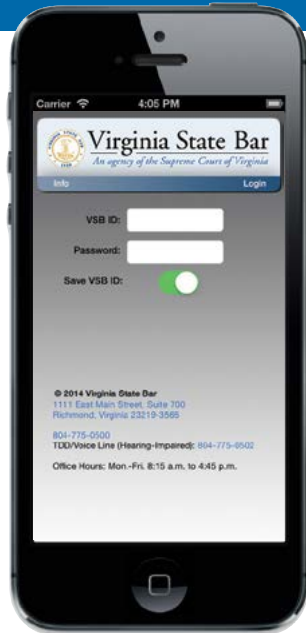 Carrier 4:05 PM
Virginia State Bar
An agency of the Supreme Court of Virginia
Info Login
VSB ID:
Password:
Save VSB ID:
© 2014 Virginia State Bar
1111 East Main Street, Suite 700
Richmond, Virginia 23219-3565
804-775-0500
TDD/Voice Line (Hearing-Impaired): 804-775-0502
Office Hours: Mon.-Fri. 8:15 a.m. to 4:45 p.m.